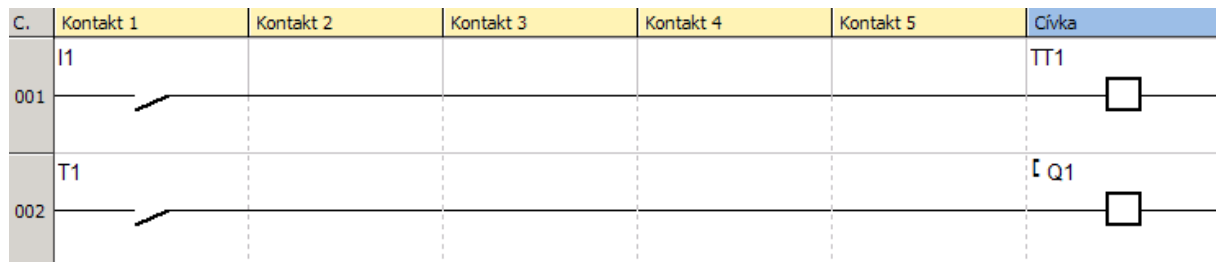 C. Kontakt 1 Kontakt 2 Kontakt 3 Kontakt 4 Kontakt 5 Cívka
I1 TT1
001
T1 [ Q1
002